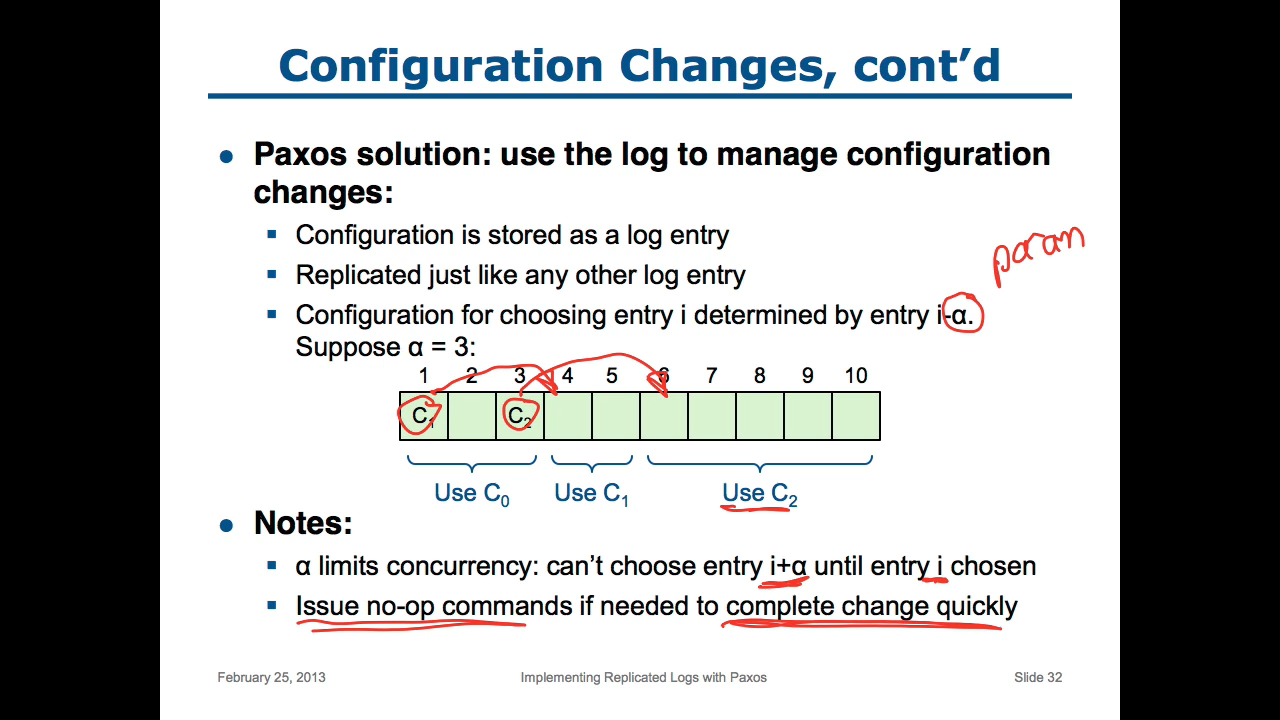 Configuration Changes, cont’d
● Paxos solution: use the log to manage configuration
changes:
▪ Configuration is stored as a log entry
▪ Replicated just like any other log entry
param
▪ Configuration for choosing entry i determined by entry i-α.
Suppose α = 3:
1 2 3 4 5 6 7 8 9 10
C₁ C₂
Use C₀ Use C₁ Use C₂
● Notes:
▪ α limits concurrency: can’t choose entry i+α until entry i chosen
▪ Issue no-op commands if needed to complete change quickly
February 25, 2013 Implementing Replicated Logs with Paxos Slide 32